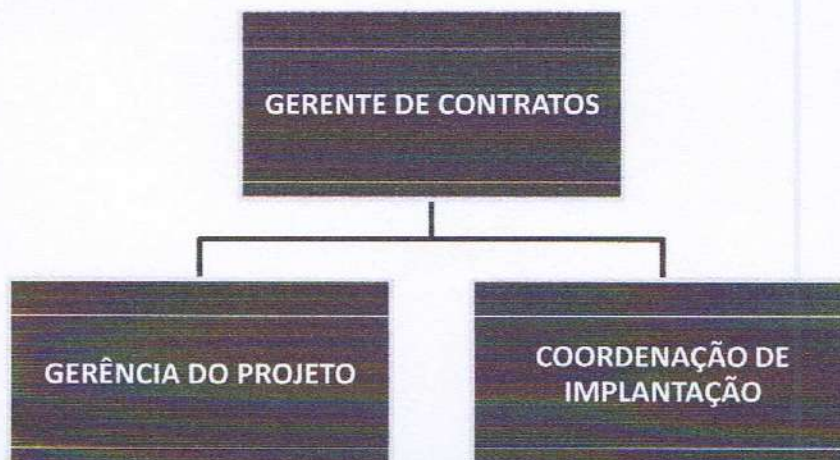 GERENTE DE CONTRATOS
GERÊNCIA DO PROJETO
COORDENAÇÃO DE
IMPLANTAÇÃO